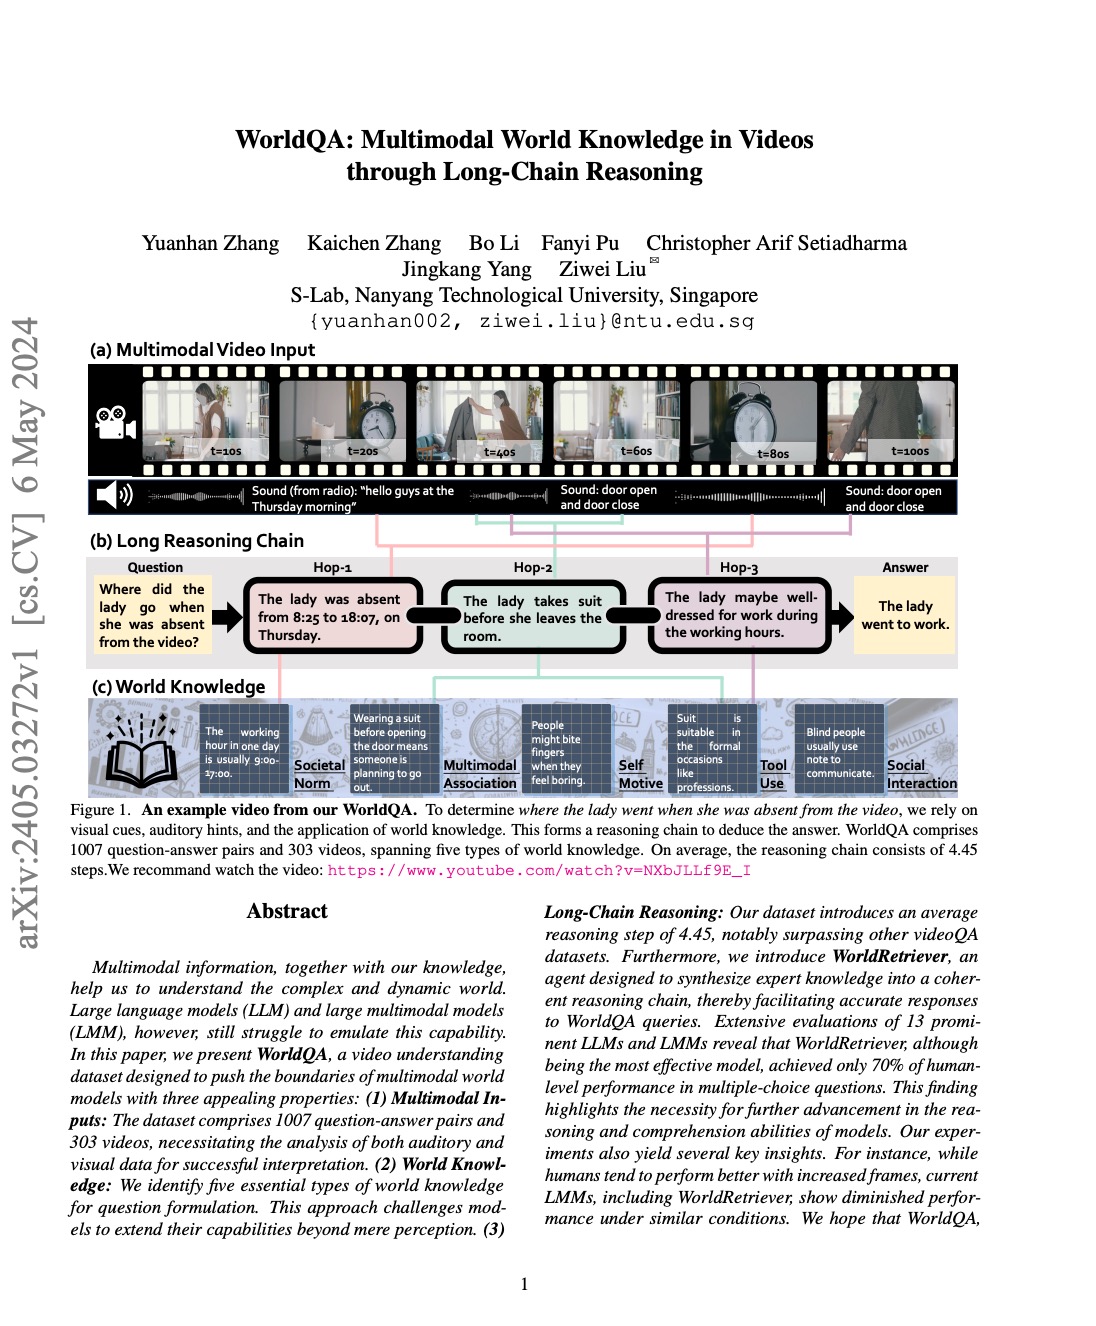 WorldQA: Multimodal World Knowledge in Videos
through Long-Chain Reasoning
Yuanhan Zhang Kaichen Zhang Bo Li Fanyi Pu Christopher Arif Setiadharma
Jingkang Yang Ziwei Liu✉
S-Lab, Nanyang Technological University, Singapore
{yuanhan002, ziwei.liu}@ntu.edu.sg
arXiv:2405.03272v1 [cs.CV] 6 May 2024
(a) Multimodal Video Input
t=10s t=20s t=40s t=60s t=80s t=100s
Sound (from radio): "hello guys at the
Thursday morning"
Sound: door open
and door close
Sound: door open
and door close
(b) Long Reasoning Chain
Question
Where did the
lady go when
she was absent
from the video?
Hop-1
The lady was absent
from 8:25 to 18:07, on
Thursday.
Hop-2
The lady takes suit
before she leaves the
room.
Hop-3
The lady maybe well-
dressed for work during
the working hours.
Answer
The lady
went to work.
(c) World Knowledge
The working
hour in one day
is usually 9:00-
17:00.
Societal
Norm
Wearing a suit
before opening
the door means
someone is
planning to go
out.
Multimodal
Association
People
might bite
fingers
when they
feel boring.
Self
Motive
Suit is
suitable in
the formal
occasions
like
professions.
Tool
Use
Blind people
usually use
note to
communicate.
Social
Interaction
Figure 1. An example video from our WorldQA. To determine where the lady went when she was absent from the video, we rely on
visual cues, auditory hints, and the application of world knowledge. This forms a reasoning chain to deduce the answer. WorldQA comprises
1007 question-answer pairs and 303 videos, spanning five types of world knowledge. On average, the reasoning chain consists of 4.45
steps.We recommand watch the video: https://www.youtube.com/watch?v=NXbJLLf9E_I
Abstract
Multimodal information, together with our knowledge,
help us to understand the complex and dynamic world.
Large language models (LLM) and large multimodal models
(LMM), however, still struggle to emulate this capability.
In this paper, we present WorldQA, a video understanding
dataset designed to push the boundaries of multimodal world
models with three appealing properties: (1) Multimodal In-
puts: The dataset comprises 1007 question-answer pairs and
303 videos, necessitating the analysis of both auditory and
visual data for successful interpretation. (2) World Knowl-
edge: We identify five essential types of world knowledge
for question formulation. This approach challenges mod-
els to extend their capabilities beyond mere perception. (3)
Long-Chain Reasoning: Our dataset introduces an average
reasoning step of 4.45, notably surpassing other videoQA
datasets. Furthermore, we introduce WorldRetriever, an
agent designed to synthesize expert knowledge into a coher-
ent reasoning chain, thereby facilitating accurate responses
to WorldQA queries. Extensive evaluations of 13 promi-
nent LLMs and LMMs reveal that WorldRetriever, although
being the most effective model, achieved only 70% of human-
level performance in multiple-choice questions. This finding
highlights the necessity for further advancement in the rea-
soning and comprehension abilities of models. Our exper-
iments also yield several key insights. For instance, while
humans tend to perform better with increased frames, current
LMMs, including WorldRetriever, show diminished perfor-
mance under similar conditions. We hope that WorldQA,
1